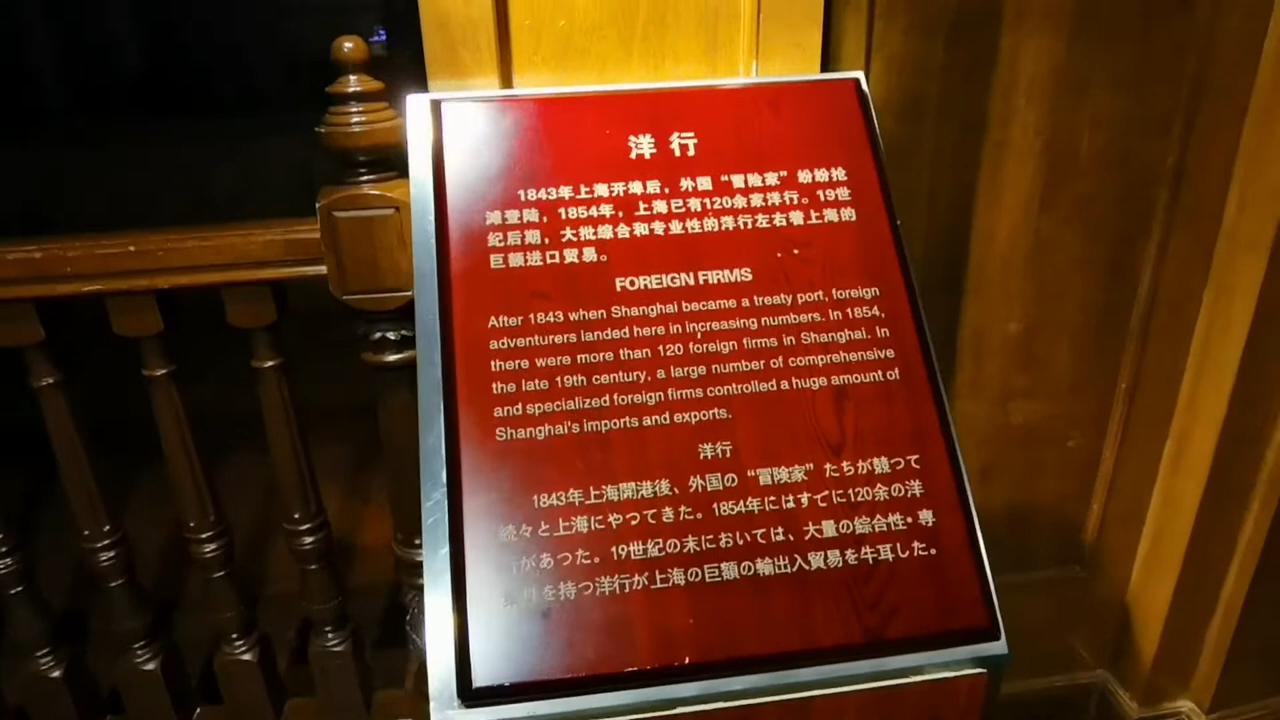 洋行
1843年上海开埠后，外国“冒险家”纷纷抢
滩登陆，1854年，上海已有120余家洋行。19世
纪后期，大批综合和专业性的洋行左右着上海的
巨额进口贸易。
FOREIGN FIRMS
After 1843 when Shanghai became a treaty port, foreign
adventurers landed here in increasing numbers. In 1854,
there were more than 120 foreign firms in Shanghai. In
the late 19th century, a large number of comprehensive
and specialized foreign firms controlled a huge amount of
Shanghai's imports and exports.
洋行
1843年上海開港後、外国の“冒険家”たちが競つて
続々と上海にやつてきた。1854年にはすでに120余の洋
があつた。19世紀の末においては、大量の綜合性・専
を持つ洋行が上海の巨額の輸出入貿易を牛耳した。